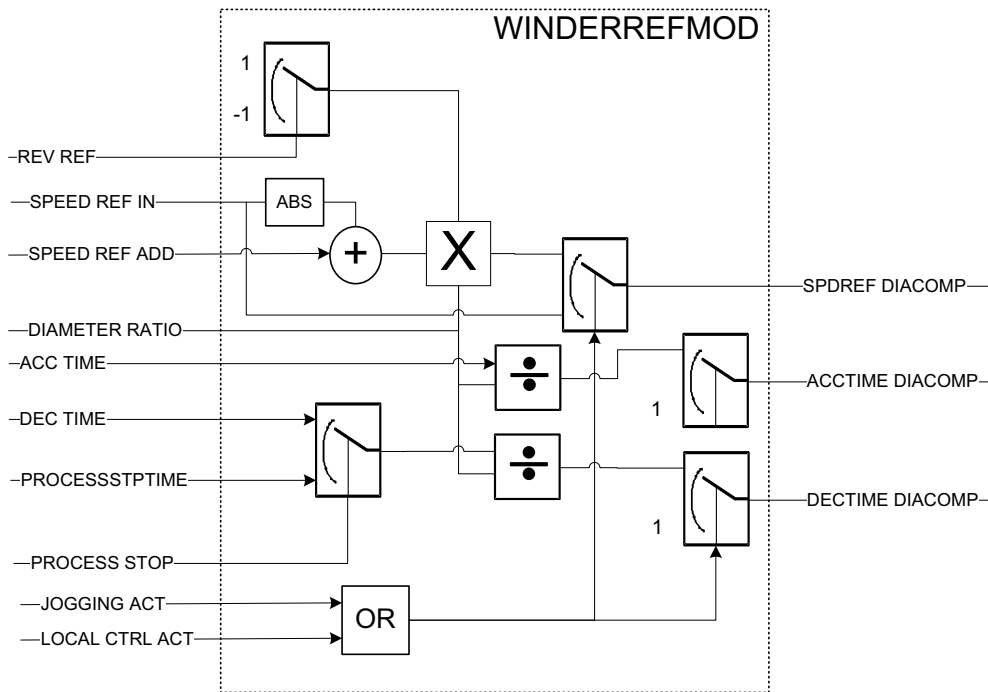 WINDERREFMOD
1
-1
REV REF
SPEED REF IN
ABS
SPEED REF ADD
+
X
SPDREF DIACOMP
DIAMETER RATIO
ACC TIME
÷
ACCTIME DIACOMP
1
DEC TIME
÷
PROCESSSTPTIME
DECTIME DIACOMP
1
PROCESS STOP
JOGGING ACT
OR
LOCAL CTRL ACT